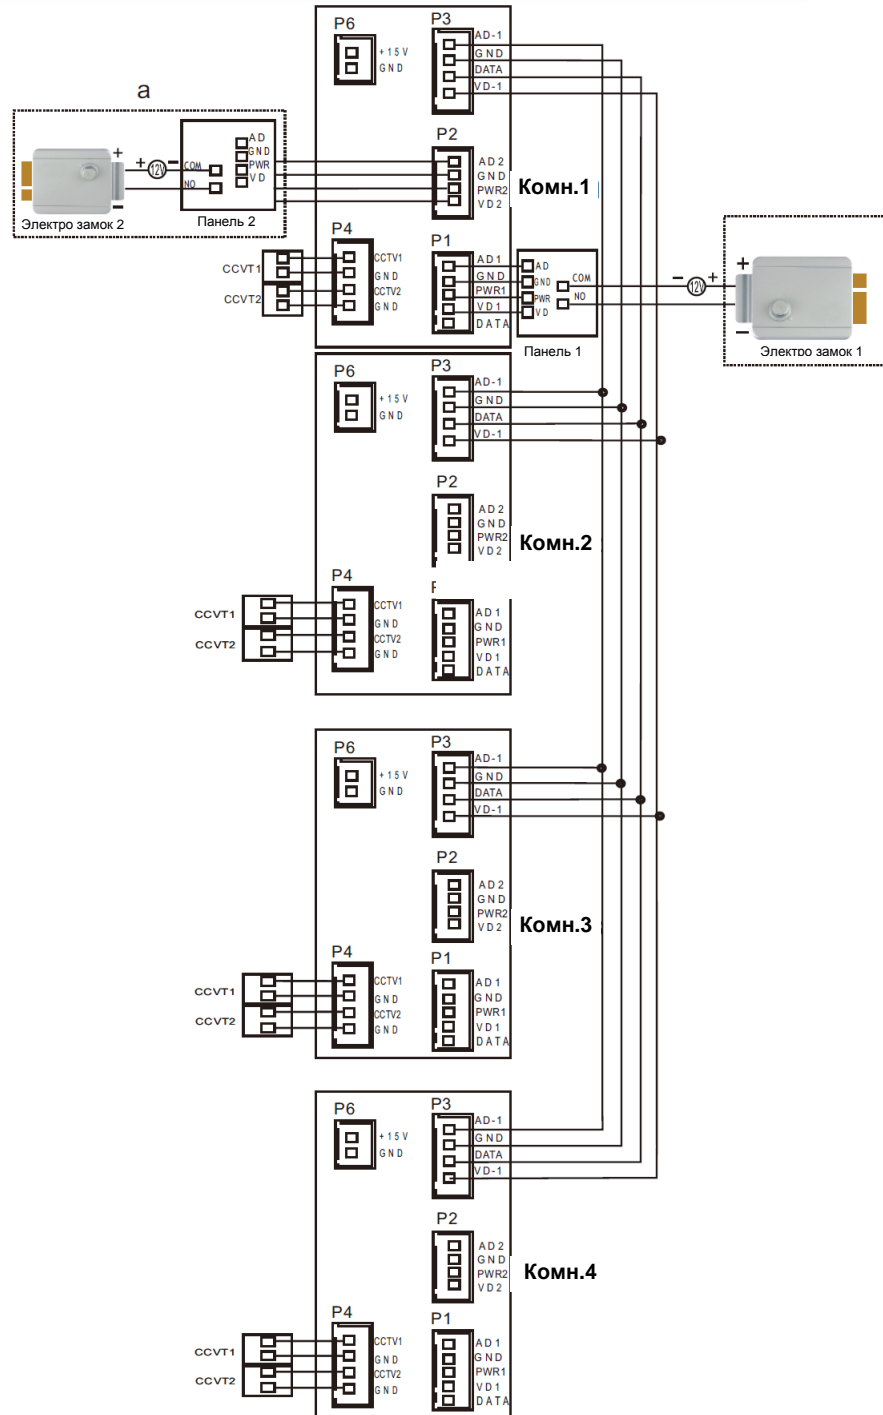 P6
+15V
GND
P3
AD-1
GND
DATA
VD-1
a
+
+
12V
−
COM
NO
−
AD
GND
PWR
VD
Электро замок 2
Панель 2
P2
AD2
GND
PWR2
VD2
Комн.1
P4
CCTV1
GND
CCTV2
GND
CCVT1
CCVT2
P1
AD1
GND
PWR1
VD1
DATA
AD
GND
PWR
VD
COM
NO
Панель 1
−
12V
+
+
−
Электро замок 1
P6
+15V
GND
P3
AD-1
GND
DATA
VD-1
P2
AD2
GND
PWR2
VD2
Комн.2
P4
CCTV1
GND
CCTV2
GND
CCVT1
CCVT2
AD1
GND
PWR1
VD1
DATA
P6
+15V
GND
P3
AD-1
GND
DATA
VD-1
P2
AD2
GND
PWR2
VD2
Комн.3
P4
CCTV1
GND
CCTV2
GND
CCVT1
CCVT2
P1
AD1
GND
PWR1
VD1
DATA
P6
+15V
GND
P3
AD-1
GND
DATA
VD-1
P2
AD2
GND
PWR2
VD2
Комн.4
P4
CCTV1
GND
CCTV2
GND
CCVT1
CCVT2
P1
AD1
GND
PWR1
VD1
DATA